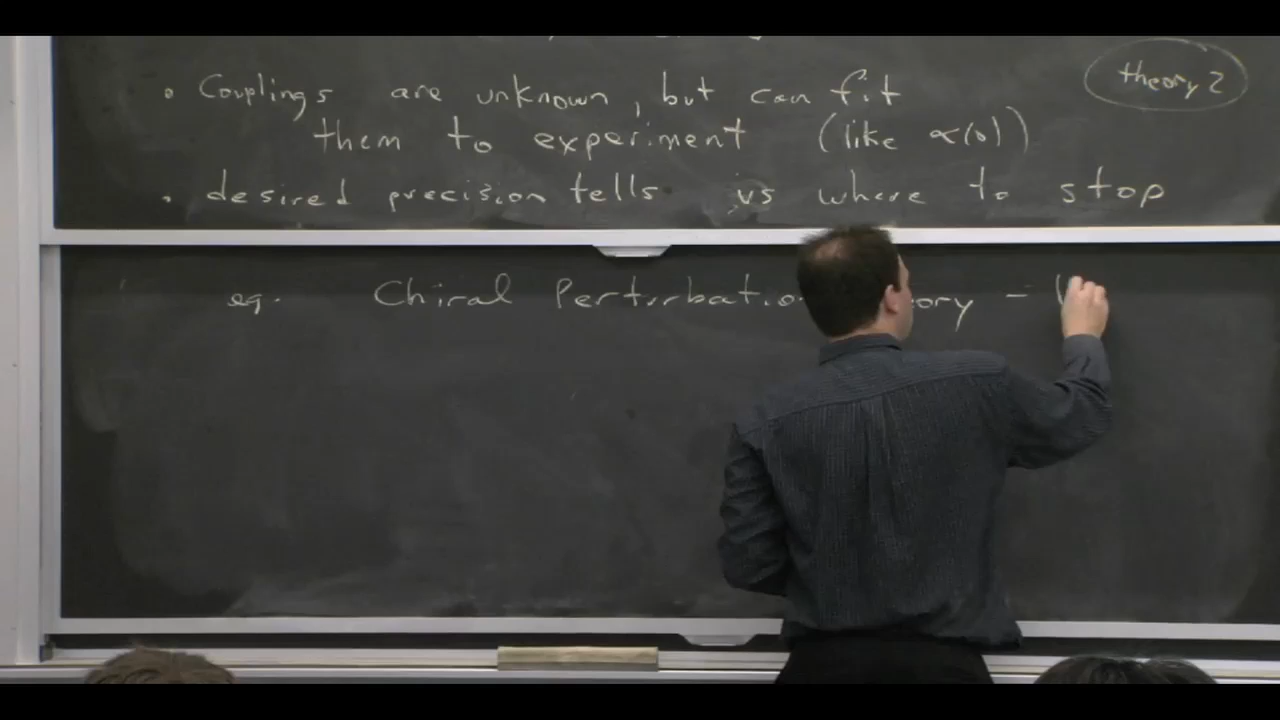 theory 2
• Couplings are unknown, but can fit
them to experiment (like α(0))
• desired precision tells us where to stop
eg. Chiral Perturbatio ory -